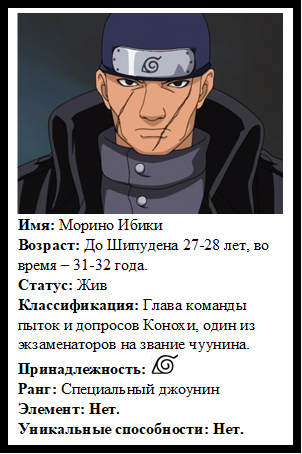 Имя: Морино Ибики
Возраст: До Шипудена 27-28 лет, во
время – 31-32 года.
Статус: Жив
Классификация: Глава команды
пыток и допросов Конохи, один из
экзаменаторов на звание чуунина.
Принадлежность:
Ранг: Специальный джоунин
Элемент: Нет.
Уникальные способности: Нет.